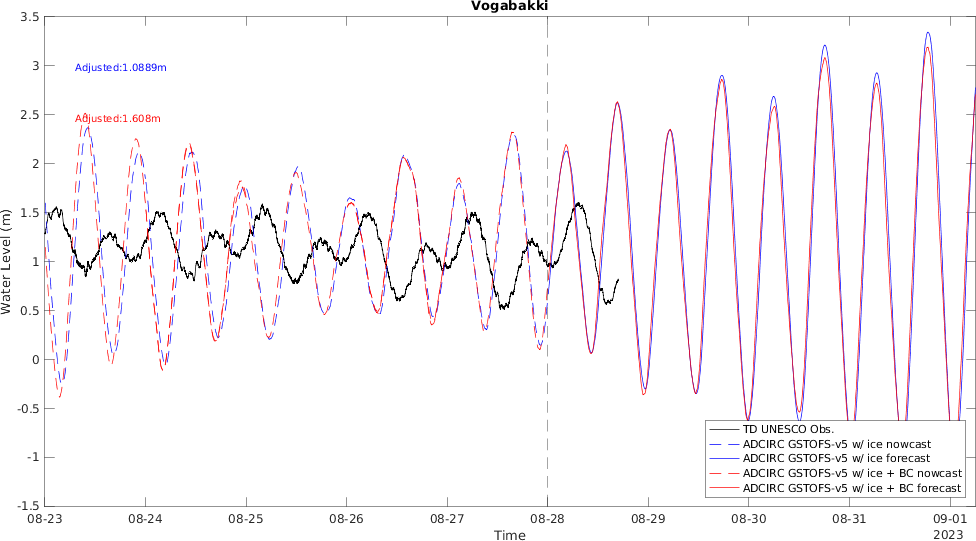 Vogabakki
3.5
3
2.5
2
1.5
1
0.5
0
-0.5
-1
-1.5
Water Level (m)
Adjusted:1.0889m
Adjusted:1.608m
TD UNESCO Obs.
ADCIRC GSTOFS-v5 w/ ice nowcast
ADCIRC GSTOFS-v5 w/ ice forecast
ADCIRC GSTOFS-v5 w/ ice + BC nowcast
ADCIRC GSTOFS-v5 w/ ice + BC forecast
08-23 08-24 08-25 08-26 08-27 08-28 08-29 08-30 08-31 09-01
2023
Time